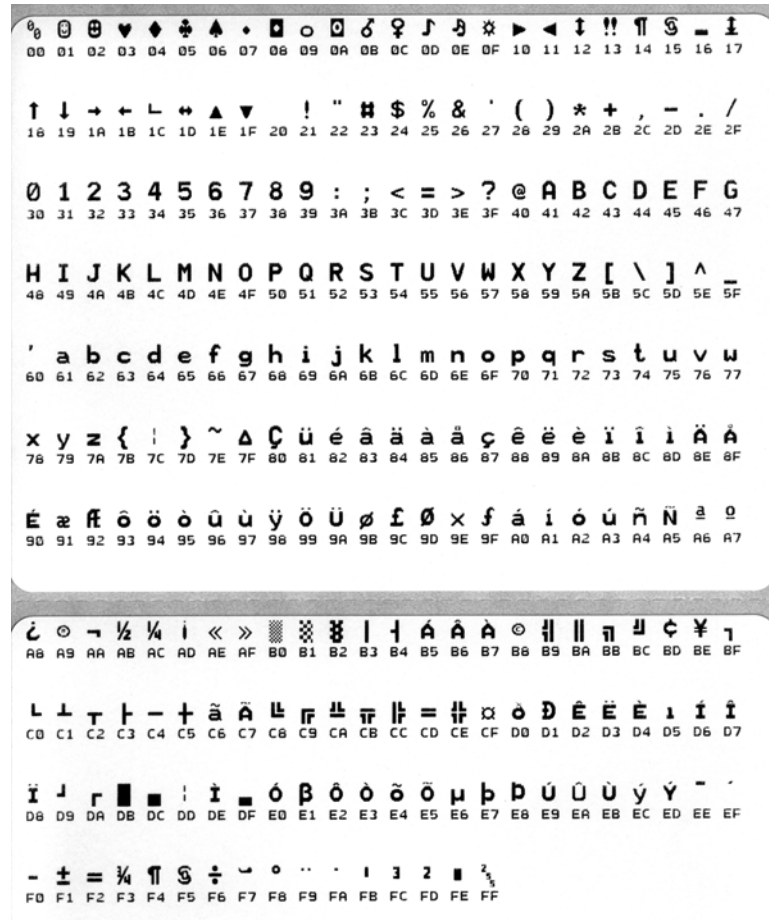 ⁰₀ ☺ ☻ ♥ ♦ ♣ ♠ • ◘ ○ ◙ ♂ ♀ ♪ ♫ ☼ ► ◄ ↕ ‼ ¶ § ▬ ↨
00 01 02 03 04 05 06 07 08 09 0A 0B 0C 0D 0E 0F 10 11 12 13 14 15 16 17
↑ ↓ → ← ∟ ↔ ▲ ▼ ! " # $ % & ' ( ) * + , - . /
18 19 1A 1B 1C 1D 1E 1F 20 21 22 23 24 25 26 27 28 29 2A 2B 2C 2D 2E 2F
0 1 2 3 4 5 6 7 8 9 : ; < = > ? @ A B C D E F G
30 31 32 33 34 35 36 37 38 39 3A 3B 3C 3D 3E 3F 40 41 42 43 44 45 46 47
H I J K L M N O P Q R S T U V W X Y Z [ \ ] ^ _
48 49 4A 4B 4C 4D 4E 4F 50 51 52 53 54 55 56 57 58 59 5A 5B 5C 5D 5E 5F
' a b c d e f g h i j k l m n o p q r s t u v w
60 61 62 63 64 65 66 67 68 69 6A 6B 6C 6D 6E 6F 70 71 72 73 74 75 76 77
x y z { ¦ } ~ ∆ Ç ü é â ä à å ç ê ë è ï î ì Ä Å
78 79 7A 7B 7C 7D 7E 7F 80 81 82 83 84 85 86 87 88 89 8A 8B 8C 8D 8E 8F
É æ Æ ô ö ò û ù ÿ Ö Ü ø £ Ø × ƒ á í ó ú ñ Ñ ª º
90 91 92 93 94 95 96 97 98 99 9A 9B 9C 9D 9E 9F A0 A1 A2 A3 A4 A5 A6 A7
¿ ⊙ ¬ ½ ¼ ¡ « » ░ ▒ ▓ │ ┤ Á Â À © ╣ ║ ╗ ╝ ¢ ¥ ┐
A8 A9 AA AB AC AD AE AF B0 B1 B2 B3 B4 B5 B6 B7 B8 B9 BA BB BC BD BE BF
└ ┴ ┬ ├ ─ ┼ ã Ã ╚ ╔ ╩ ╦ ╠ ═ ╬ ¤ ð Ð Ê Ë È ı Í Î
C0 C1 C2 C3 C4 C5 C6 C7 C8 C9 CA CB CC CD CE CF D0 D1 D2 D3 D4 D5 D6 D7
Ï ┘ ┌ █ ▄ ¦ Ì ▬ Ó β Ô Ò õ Õ µ þ Þ Ú Û Ù ý Ý ¯ ´
D8 D9 DA DB DC DD DE DF E0 E1 E2 E3 E4 E5 E6 E7 E8 E9 EA EB EC ED EE EF
- ± = ¾ ¶ § ÷ ¸ ° ¨ · ı ³ ² ■ ²⁵₅
F0 F1 F2 F3 F4 F5 F6 F7 F8 F9 FA FB FC FD FE FF